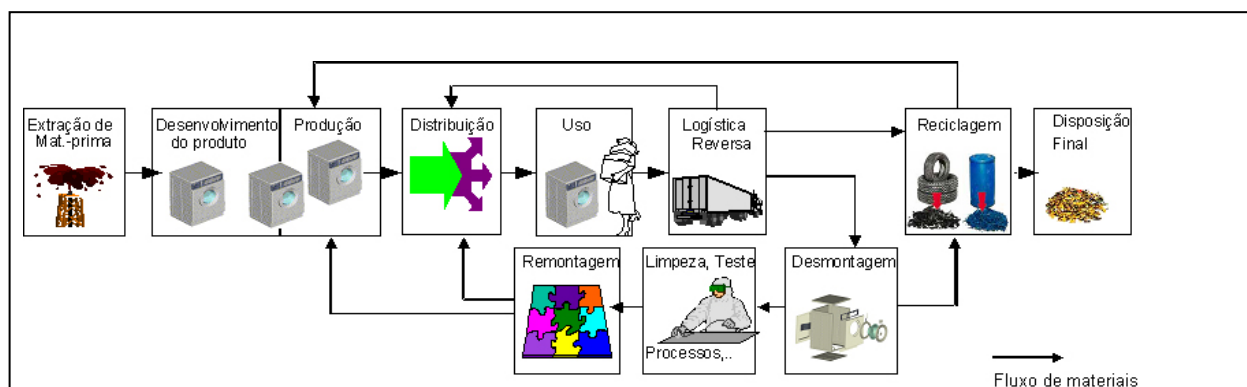 Extração de
Mat.-prima
Desenvolvimento
do produto
Produção
Distribuição
Uso
Logística
Reversa
Reciclagem
Disposição
Final
Remontagem
Limpeza, Teste
Processos,..
Desmontagem
Fluxo de materiais